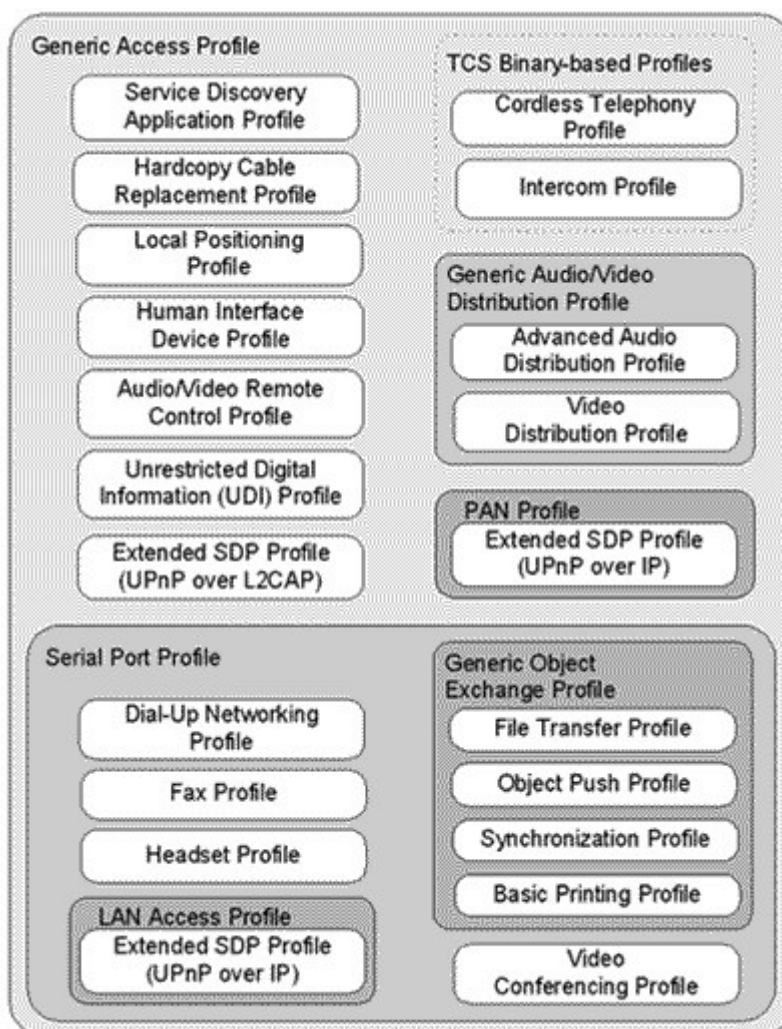 Generic Access Profile
Service Discovery
Application Profile
Hardcopy Cable
Replacement Profile
Local Positioning
Profile
Human Interface
Device Profile
Audio/Video Remote
Control Profile
Unrestricted Digital
Information (UDI) Profile
Extended SDP Profile
(UPnP over L2CAP)
TCS Binary-based Profiles
Cordless Telephony
Profile
Intercom Profile
Generic Audio/Video
Distribution Profile
Advanced Audio
Distribution Profile
Video
Distribution Profile
PAN Profile
Extended SDP Profile
(UPnP over IP)
Serial Port Profile
Dial-Up Networking
Profile
Fax Profile
Headset Profile
LAN Access Profile
Extended SDP Profile
(UPnP over IP)
Generic Object
Exchange Profile
File Transfer Profile
Object Push Profile
Synchronization Profile
Basic Printing Profile
Video
Conferencing Profile